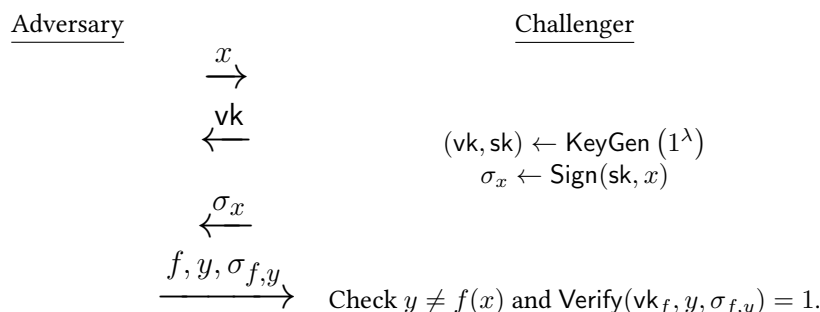 Adversary Challenger
x
vk
(vk, sk) ← KeyGen (1^λ)
σ_x ← Sign(sk, x)
σ_x
f, y, σ_{f,y}
Check y ≠ f(x) and Verify(vk_f, y, σ_{f,y}) = 1.